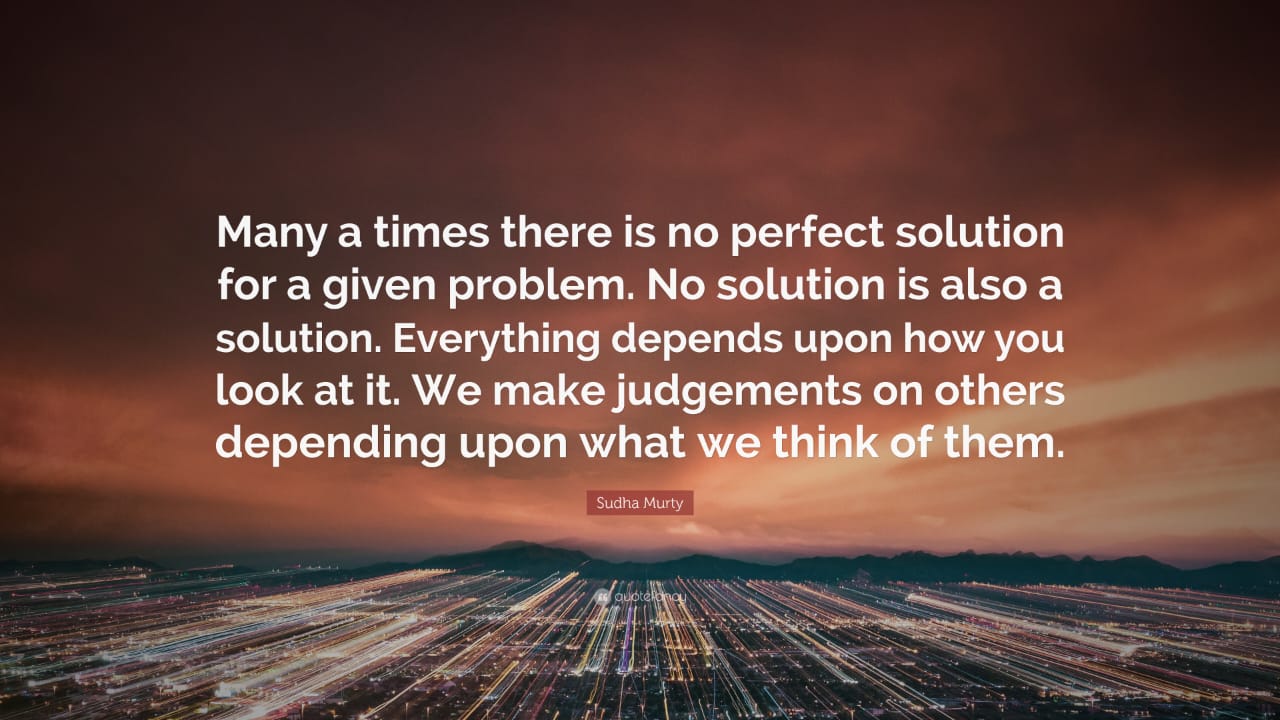 Many a times there is no perfect solution
for a given problem. No solution is also a
solution. Everything depends upon how you
look at it. We make judgements on others
depending upon what we think of them.
Sudha Murty
quotefancy